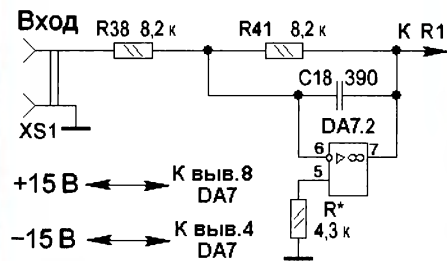 Вход
R38 8,2 к
R41 8,2 к
К R1
C18 390
DA7.2
6 ▷ ∞ 7
5
XS1
R*
4,3 к
+15 В К выв.8
DA7
−15 В К выв.4
DA7